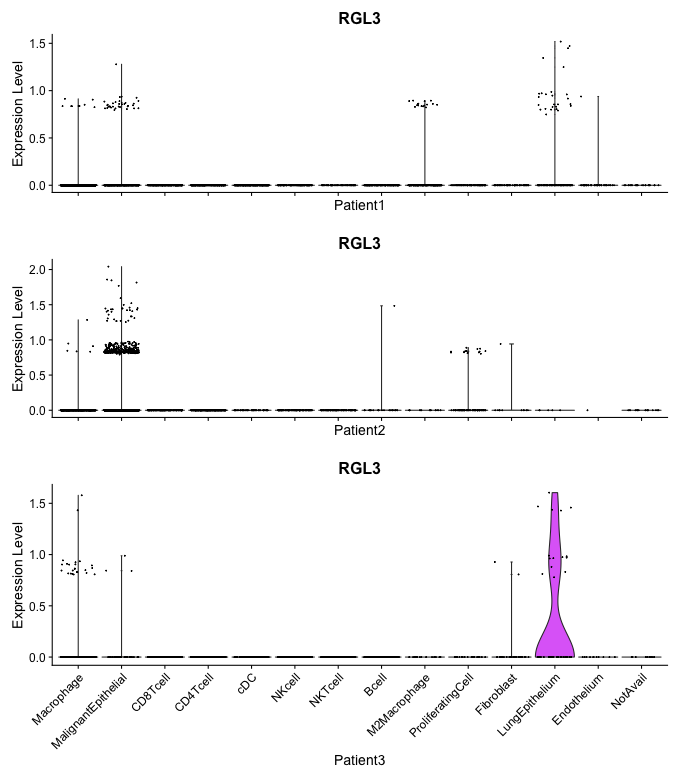 RGL3
Expression Level
1.5
1.0
0.5
0.0
Patient1
RGL3
Expression Level
2.0
1.5
1.0
0.5
0.0
Patient2
RGL3
Expression Level
1.5
1.0
0.5
0.0
Macrophage
MalignantEpithelial
CD8Tcell
CD4Tcell
cDC
NKcell
NKTcell
Bcell
M2Macrophage
ProliferatingCell
Fibroblast
LungEpithelium
Endothelium
NotAvail
Patient3